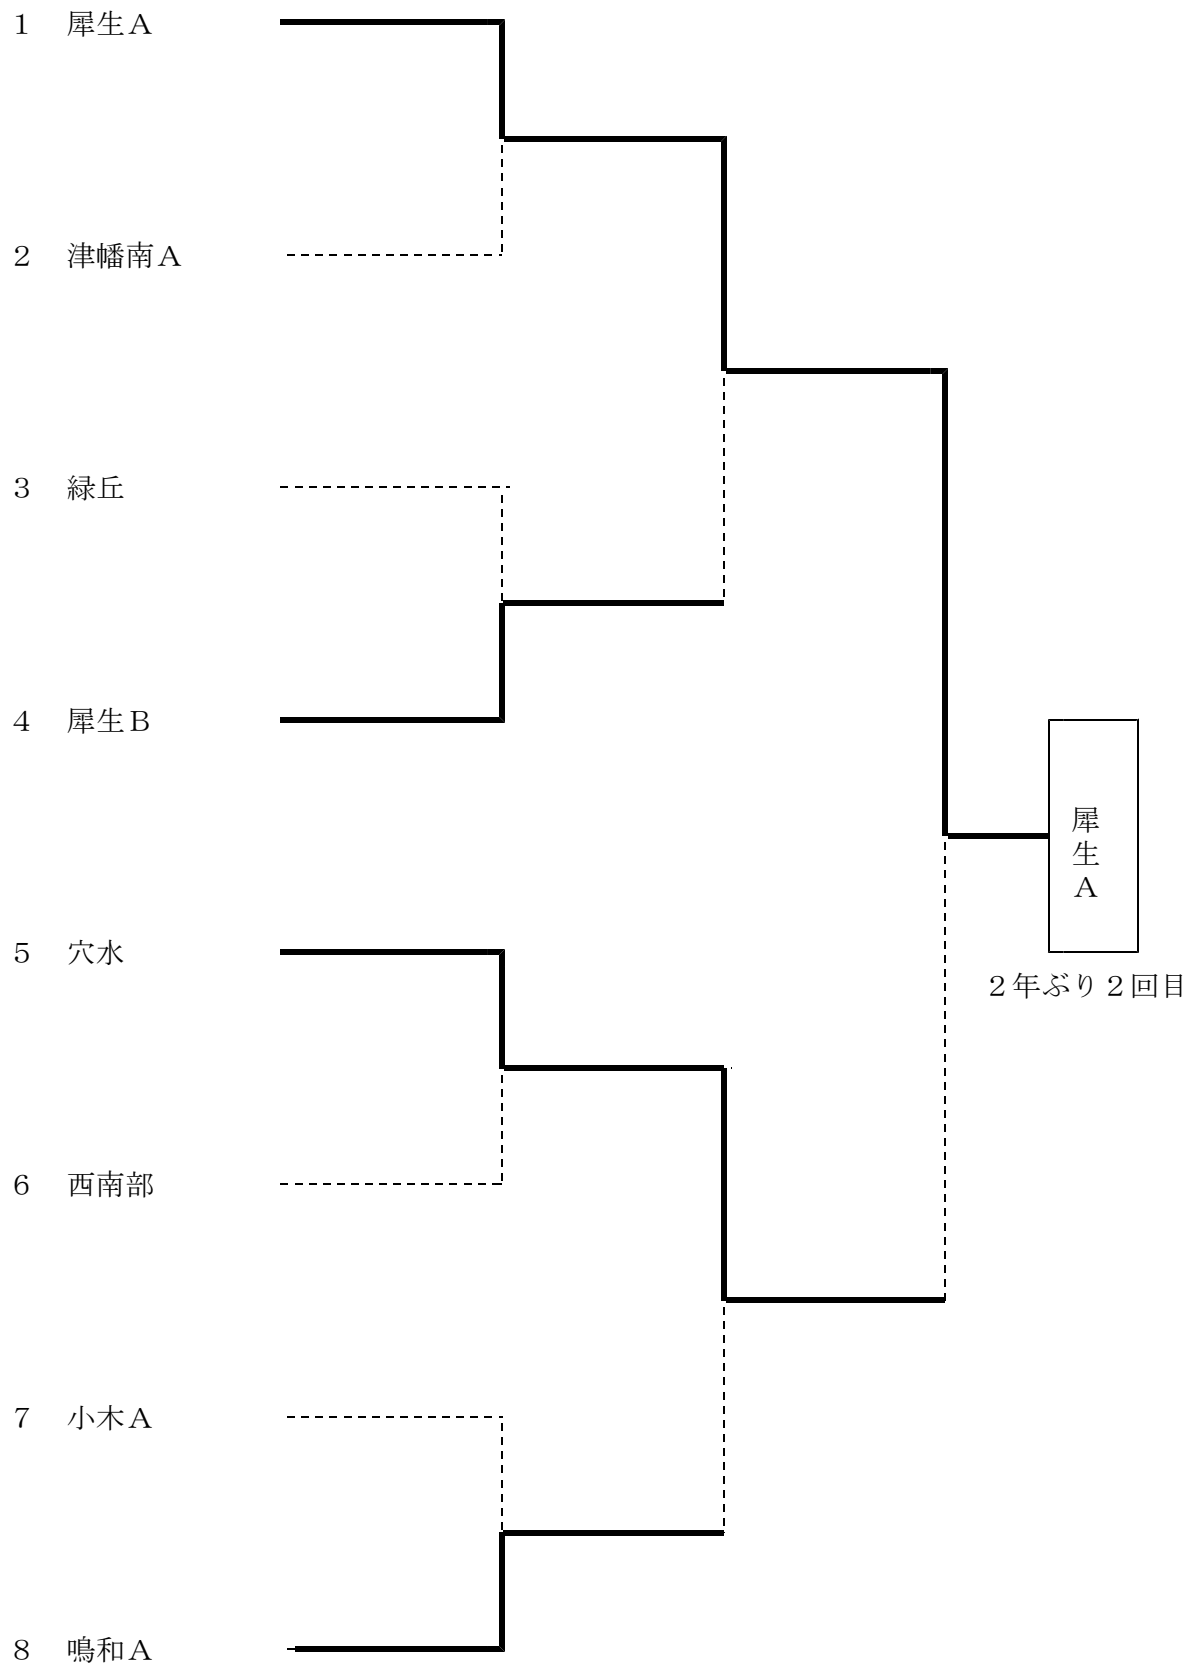 １　犀生Ａ
２　津幡南Ａ
３　緑丘
４　犀生Ｂ
犀生Ａ
５　穴水
２年ぶり２回目
６　西南部
７　小木Ａ
８　鳴和Ａ